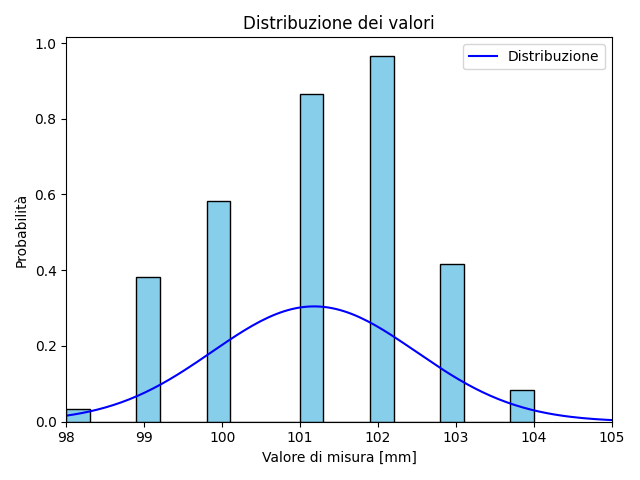 Distribuzione dei valori
Distribuzione
Probabilità
1.0
0.8
0.6
0.4
0.2
0.0
98 99 100 101 102 103 104 105
Valore di misura [mm]